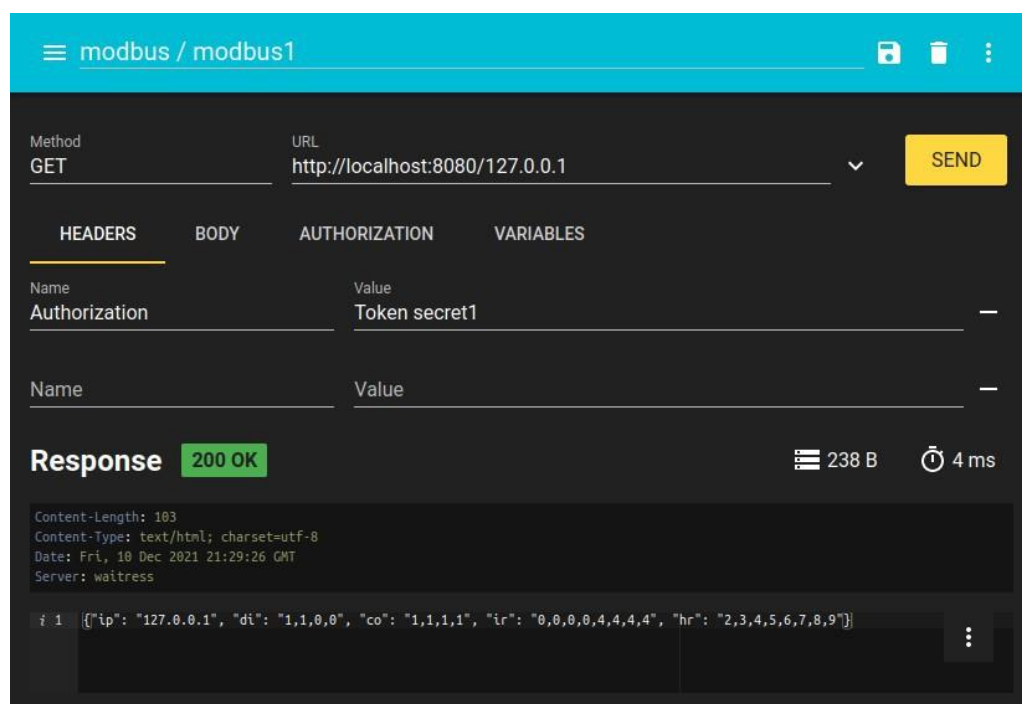 modbus / modbus1
Method
URL
GET
http://localhost:8080/127.0.0.1
SEND
HEADERS BODY AUTHORIZATION VARIABLES
Name
Value
Authorization
Token secret1
Name
Value
Response 200 OK 238 B 4 ms
Content-Length: 103
Content-Type: text/html; charset=utf-8
Date: Fri, 10 Dec 2021 21:29:26 GMT
Server: waitress
i 1 {"ip": "127.0.0.1", "di": "1,1,0,0", "co": "1,1,1,1", "ir": "0,0,0,0,4,4,4,4", "hr": "2,3,4,5,6,7,8,9"}